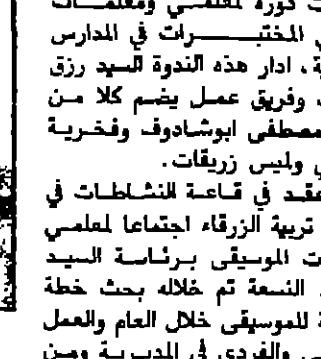 دورة لمعلمي ومعلمات
المختبرات في المدارس
، ادار هذه الندوة السيد رزق
وفريق عمل يضم كلا من
مصطفى ابوشادوف وفخرية
ولميس زريقات .
عقد في قاعة النشاطات في
تربية الزرقاء اجتماعا لمعلمي
الموسيقى برئاسة السيد
النسعة تم خلاله بحث خطة
للموسيقى خلال العام والعمل
والفردي في المديرية ومن